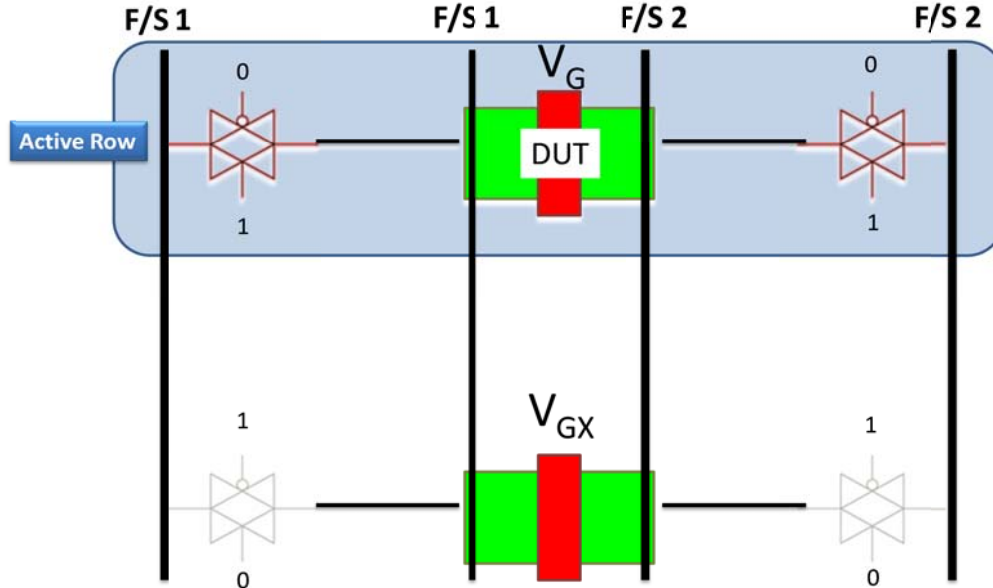 F/S 1
F/S 1
F/S 2
F/S 2
0
V_G
0
Active Row
DUT
1
1
1
V_GX
1
0
0